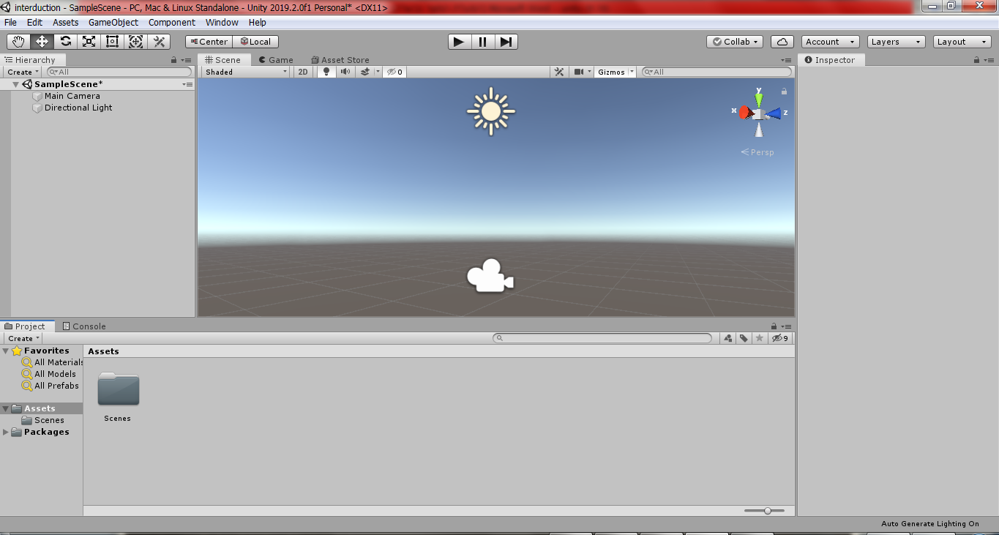 interduction - SampleScene - PC, Mac & Linux Standalone - Unity 2019.2.0f1 Personal* <DX11>
File Edit Assets GameObject Component Window Help
Center Local Collab Account Layers Layout
Hierarchy Scene Game Asset Store Inspector
Create All Shaded 2D 0 Gizmos All
SampleScene*
Main Camera
Directional Light
y
x z
Persp
Project Console
Create 9
Favorites Assets
All Materials
All Models
All Prefabs
Assets
Scenes
Scenes
Packages
Auto Generate Lighting On